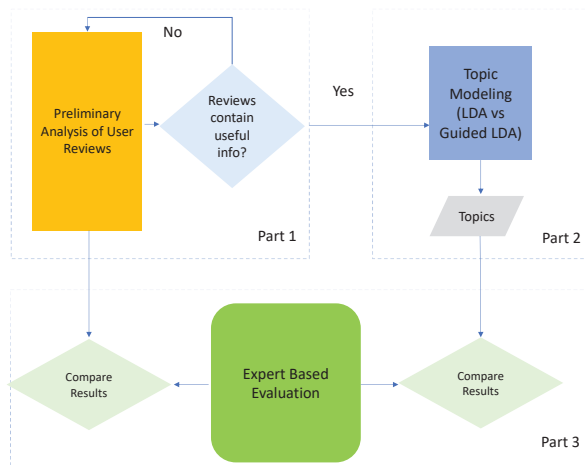 No
Preliminary
Analysis of User
Reviews
Reviews
contain
useful
info?
Yes
Topic
Modeling
(LDA vs
Guided LDA)
Part 1
Topics
Part 2
Compare
Results
Expert Based
Evaluation
Compare
Results
Part 3